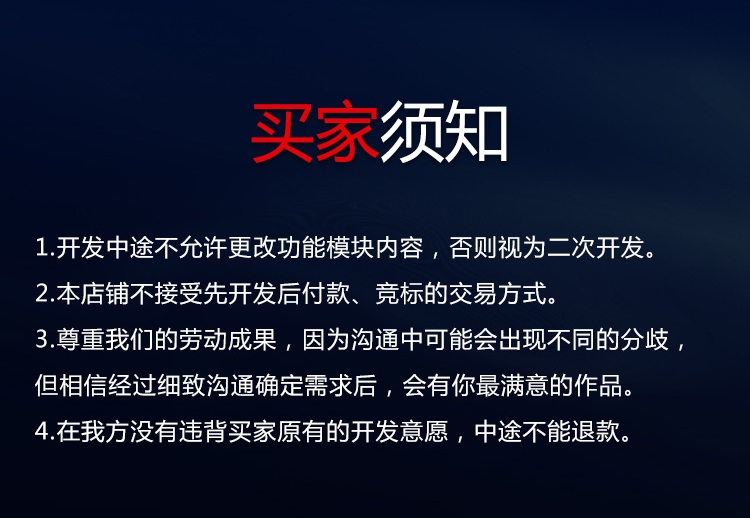 买家须知
1.开发中途不允许更改功能模块内容，否则视为二次开发。
2.本店铺不接受先开发后付款、竞标的交易方式。
3.尊重我们的劳动成果，因为沟通中可能会出现不同的分歧，
但相信经过细致沟通确定需求后，会有你最满意的作品。
4.在我方没有违背买家原有的开发意愿，中途不能退款。